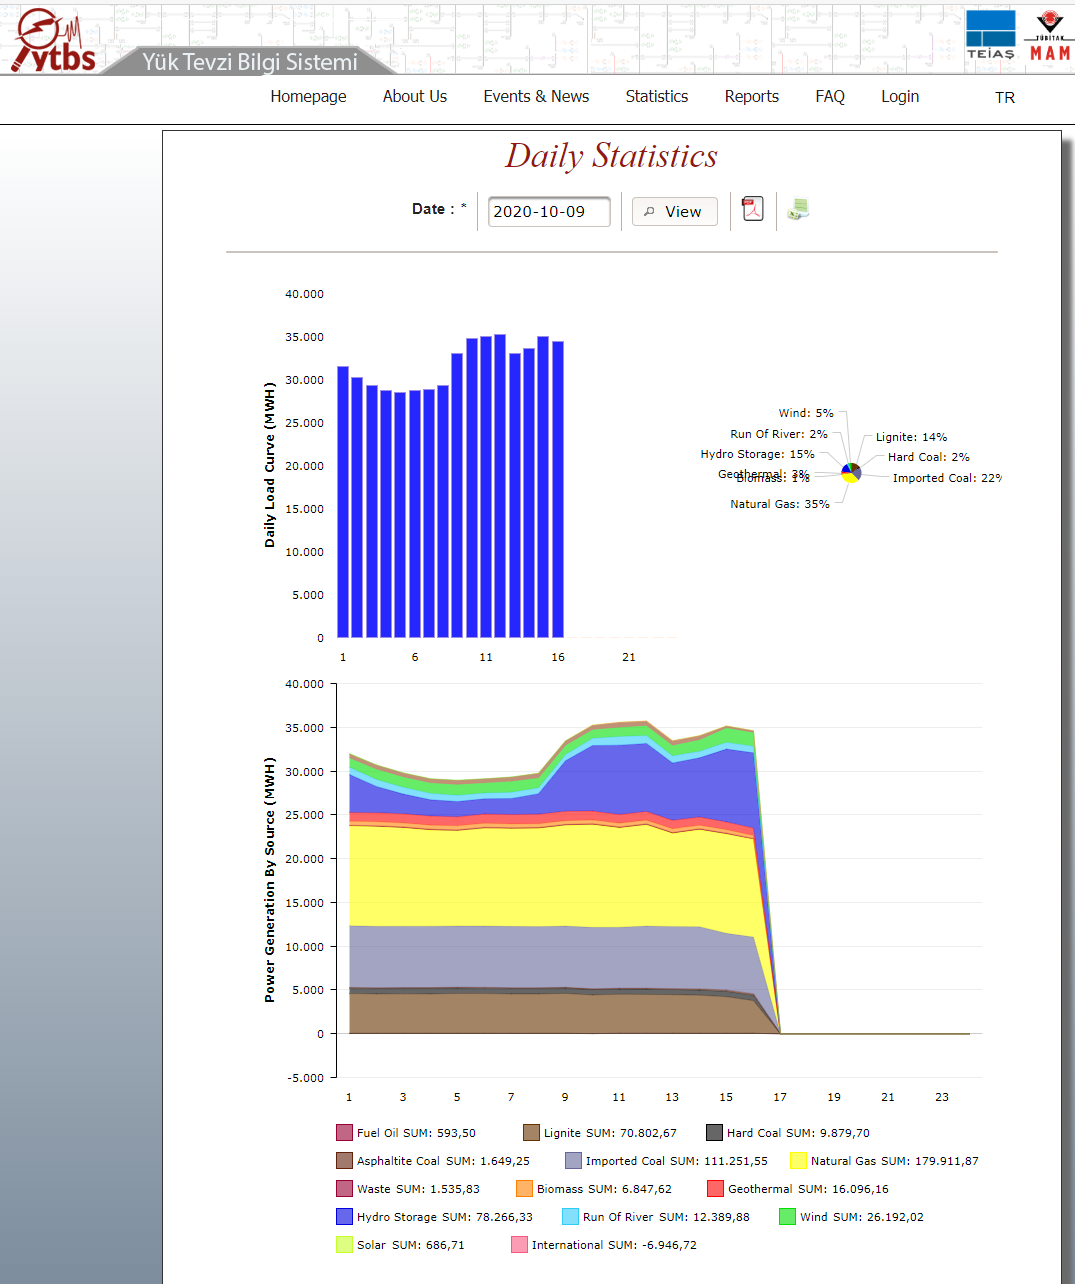 ytbs
Yük Tevzi Bilgi Sistemi
TEİAŞ
TÜBİTAK
MAM
Homepage About Us Events & News Statistics Reports FAQ Login TR
Daily Statistics
Date : * 2020-10-09 View
PDF
Daily Load Curve (MWH)
40.000
35.000
30.000
25.000
20.000
15.000
10.000
5.000
0
1 6 11 16 21
Wind: 5%
Run Of River: 2%
Hydro Storage: 15%
Geothermal: 3%
Biomass: 1%
Natural Gas: 35%
Lignite: 14%
Hard Coal: 2%
Imported Coal: 22%
Power Generation By Source (MWH)
40.000
35.000
30.000
25.000
20.000
15.000
10.000
5.000
0
-5.000
1 3 5 7 9 11 13 15 17 19 21 23
Fuel Oil SUM: 593,50 Lignite SUM: 70.802,67 Hard Coal SUM: 9.879,70
Asphaltite Coal SUM: 1.649,25 Imported Coal SUM: 111.251,55 Natural Gas SUM: 179.911,87
Waste SUM: 1.535,83 Biomass SUM: 6.847,62 Geothermal SUM: 16.096,16
Hydro Storage SUM: 78.266,33 Run Of River SUM: 12.389,88 Wind SUM: 26.192,02
Solar SUM: 686,71 International SUM: -6.946,72